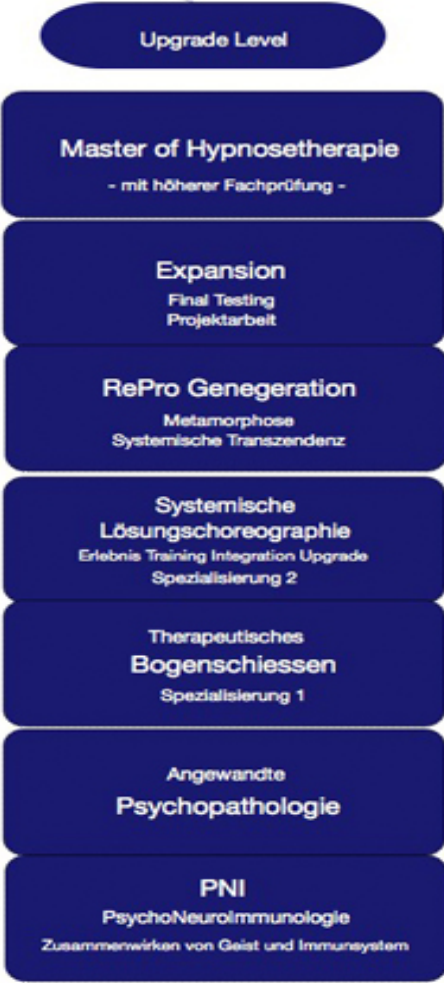 Upgrade Level
Master of Hypnosetherapie
- mit höherer Fachprüfung -
Expansion
Final Testing
Projektarbeit
RePro Genegeration
Metamorphose
Systemische Transzendenz
Systemische
Lösungschoreographie
Erlebnis Training Integration Upgrade
Spezialisierung 2
Therapeutisches
Bogenschiessen
Spezialisierung 1
Angewandte
Psychopathologie
PNI
PsychoNeuroImmunologie
Zusammenwirken von Geist und Immunsystem